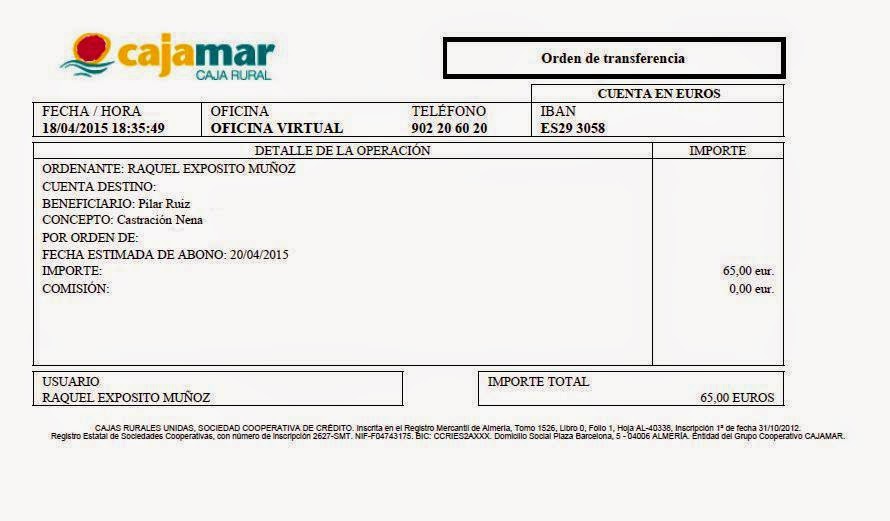 cajamar
CAJA RURAL
Orden de transferencia
CUENTA EN EUROS
FECHA / HORA OFICINA TELÉFONO IBAN
18/04/2015 18:35:49 OFICINA VIRTUAL 902 20 60 20 ES29 3058
DETALLE DE LA OPERACIÓN IMPORTE
ORDENANTE: RAQUEL EXPOSITO MUÑOZ
CUENTA DESTINO:
BENEFICIARIO: Pilar Ruiz
CONCEPTO: Castración Nena
POR ORDEN DE:
FECHA ESTIMADA DE ABONO: 20/04/2015
IMPORTE: 65,00 eur.
COMISIÓN: 0,00 eur.
USUARIO IMPORTE TOTAL
RAQUEL EXPOSITO MUÑOZ 65,00 EUROS
CAJAS RURALES UNIDAS, SOCIEDAD COOPERATIVA DE CRÉDITO. Inscrita en el Registro Mercantil de Almería, Tomo 1526, Libro 0, Folio 1, Hoja AL-40338, Inscripción 1ª de fecha 31/10/2012.
Registro Estatal de Sociedades Cooperativas, con número de Inscripción 2627-SMT. NIF-F04743175. BIC: CCRIES2AXXX. Domicilio Social Plaza Barcelona, 5 - 04006 ALMERÍA. Entidad del Grupo Cooperativo CAJAMAR.